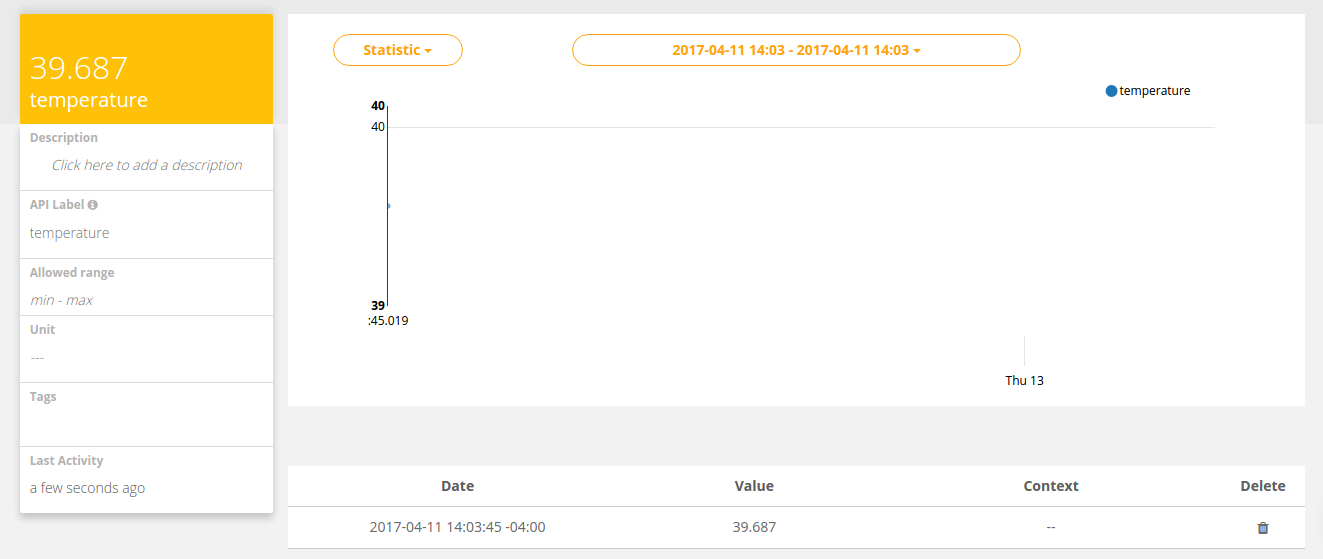 39.687
temperature
Description
Click here to add a description
API Label
temperature
Allowed range
min - max
Unit
---
Tags
Last Activity
a few seconds ago
Statistic
2017-04-11 14:03 - 2017-04-11 14:03
temperature
40
40
39
:45.019
Thu 13
Date Value Context Delete
2017-04-11 14:03:45 -04:00 39.687 --